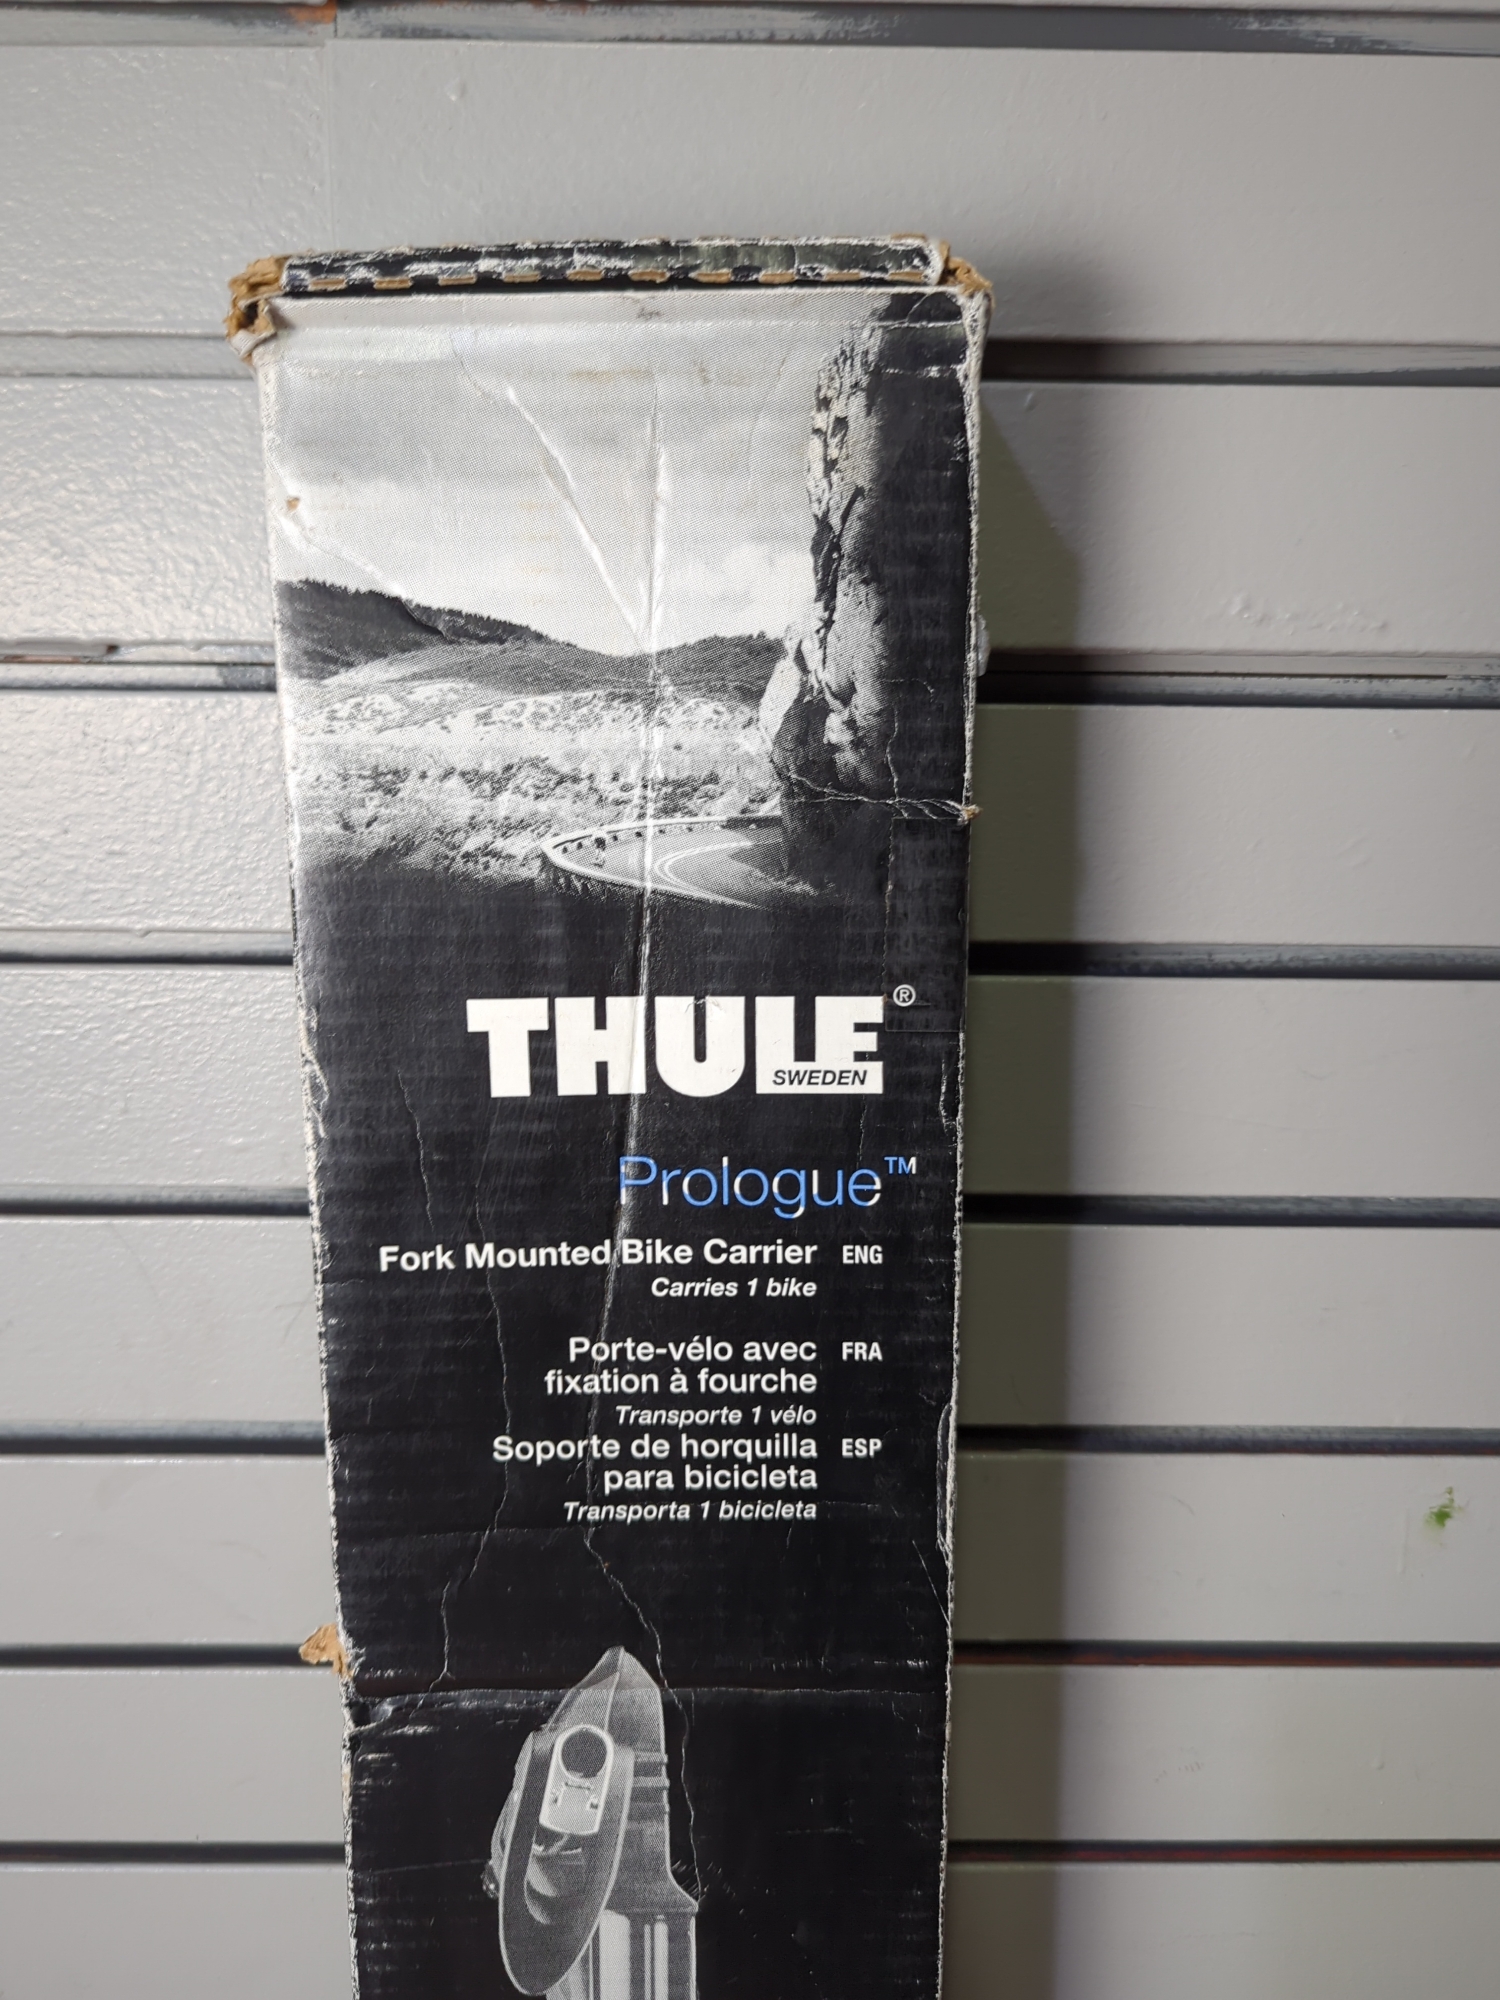 THULE®
SWEDEN
Prologue™
Fork Mounted Bike Carrier ENG
Carries 1 bike
Porte-vélo avec FRA
fixation à fourche
Transporte 1 vélo
Soporte de horquilla ESP
para bicicleta
Transporta 1 bicicleta